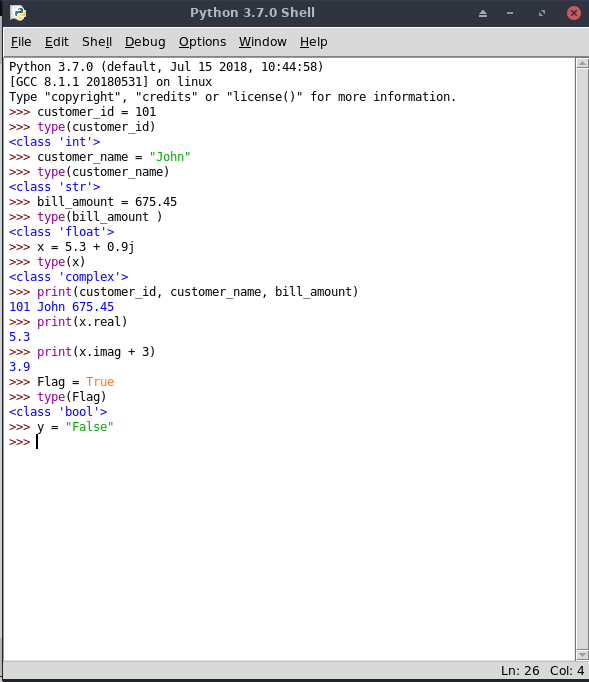 Python 3.7.0 Shell
File Edit Shell Debug Options Window Help
Python 3.7.0 (default, Jul 15 2018, 10:44:58)
[GCC 8.1.1 20180531] on linux
Type "copyright", "credits" or "license()" for more information.
>>> customer_id = 101
>>> type(customer_id)
<class 'int'>
>>> customer_name = "John"
>>> type(customer_name)
<class 'str'>
>>> bill_amount = 675.45
>>> type(bill_amount )
<class 'float'>
>>> x = 5.3 + 0.9j
>>> type(x)
<class 'complex'>
>>> print(customer_id, customer_name, bill_amount)
101 John 675.45
>>> print(x.real)
5.3
>>> print(x.imag + 3)
3.9
>>> Flag = True
>>> type(Flag)
<class 'bool'>
>>> y = "False"
>>>
Ln: 26 Col: 4